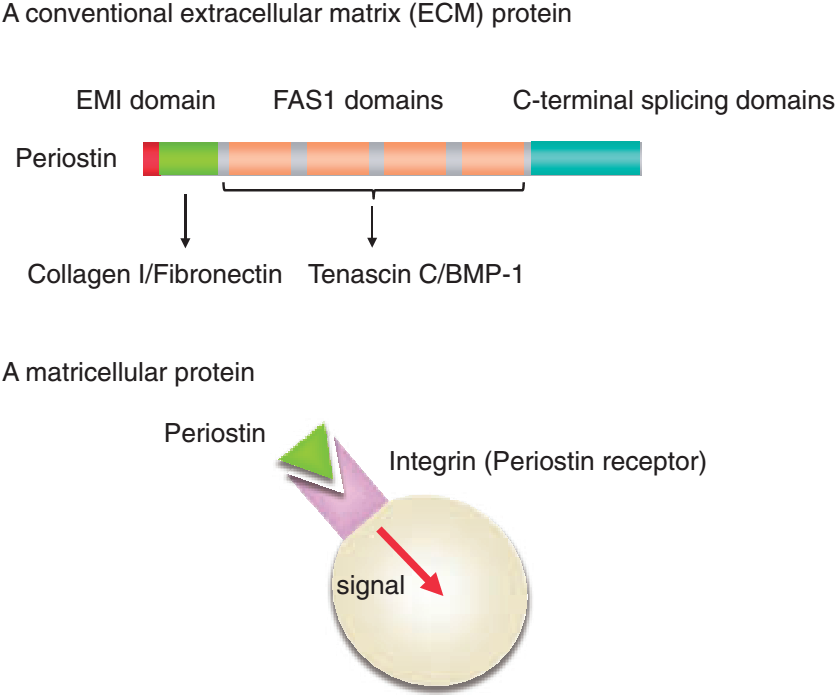 A conventional extracellular matrix (ECM) protein
EMI domain FAS1 domains C-terminal splicing domains
Periostin
Collagen I/Fibronectin Tenascin C/BMP-1
A matricellular protein
Periostin
Integrin (Periostin receptor)
signal